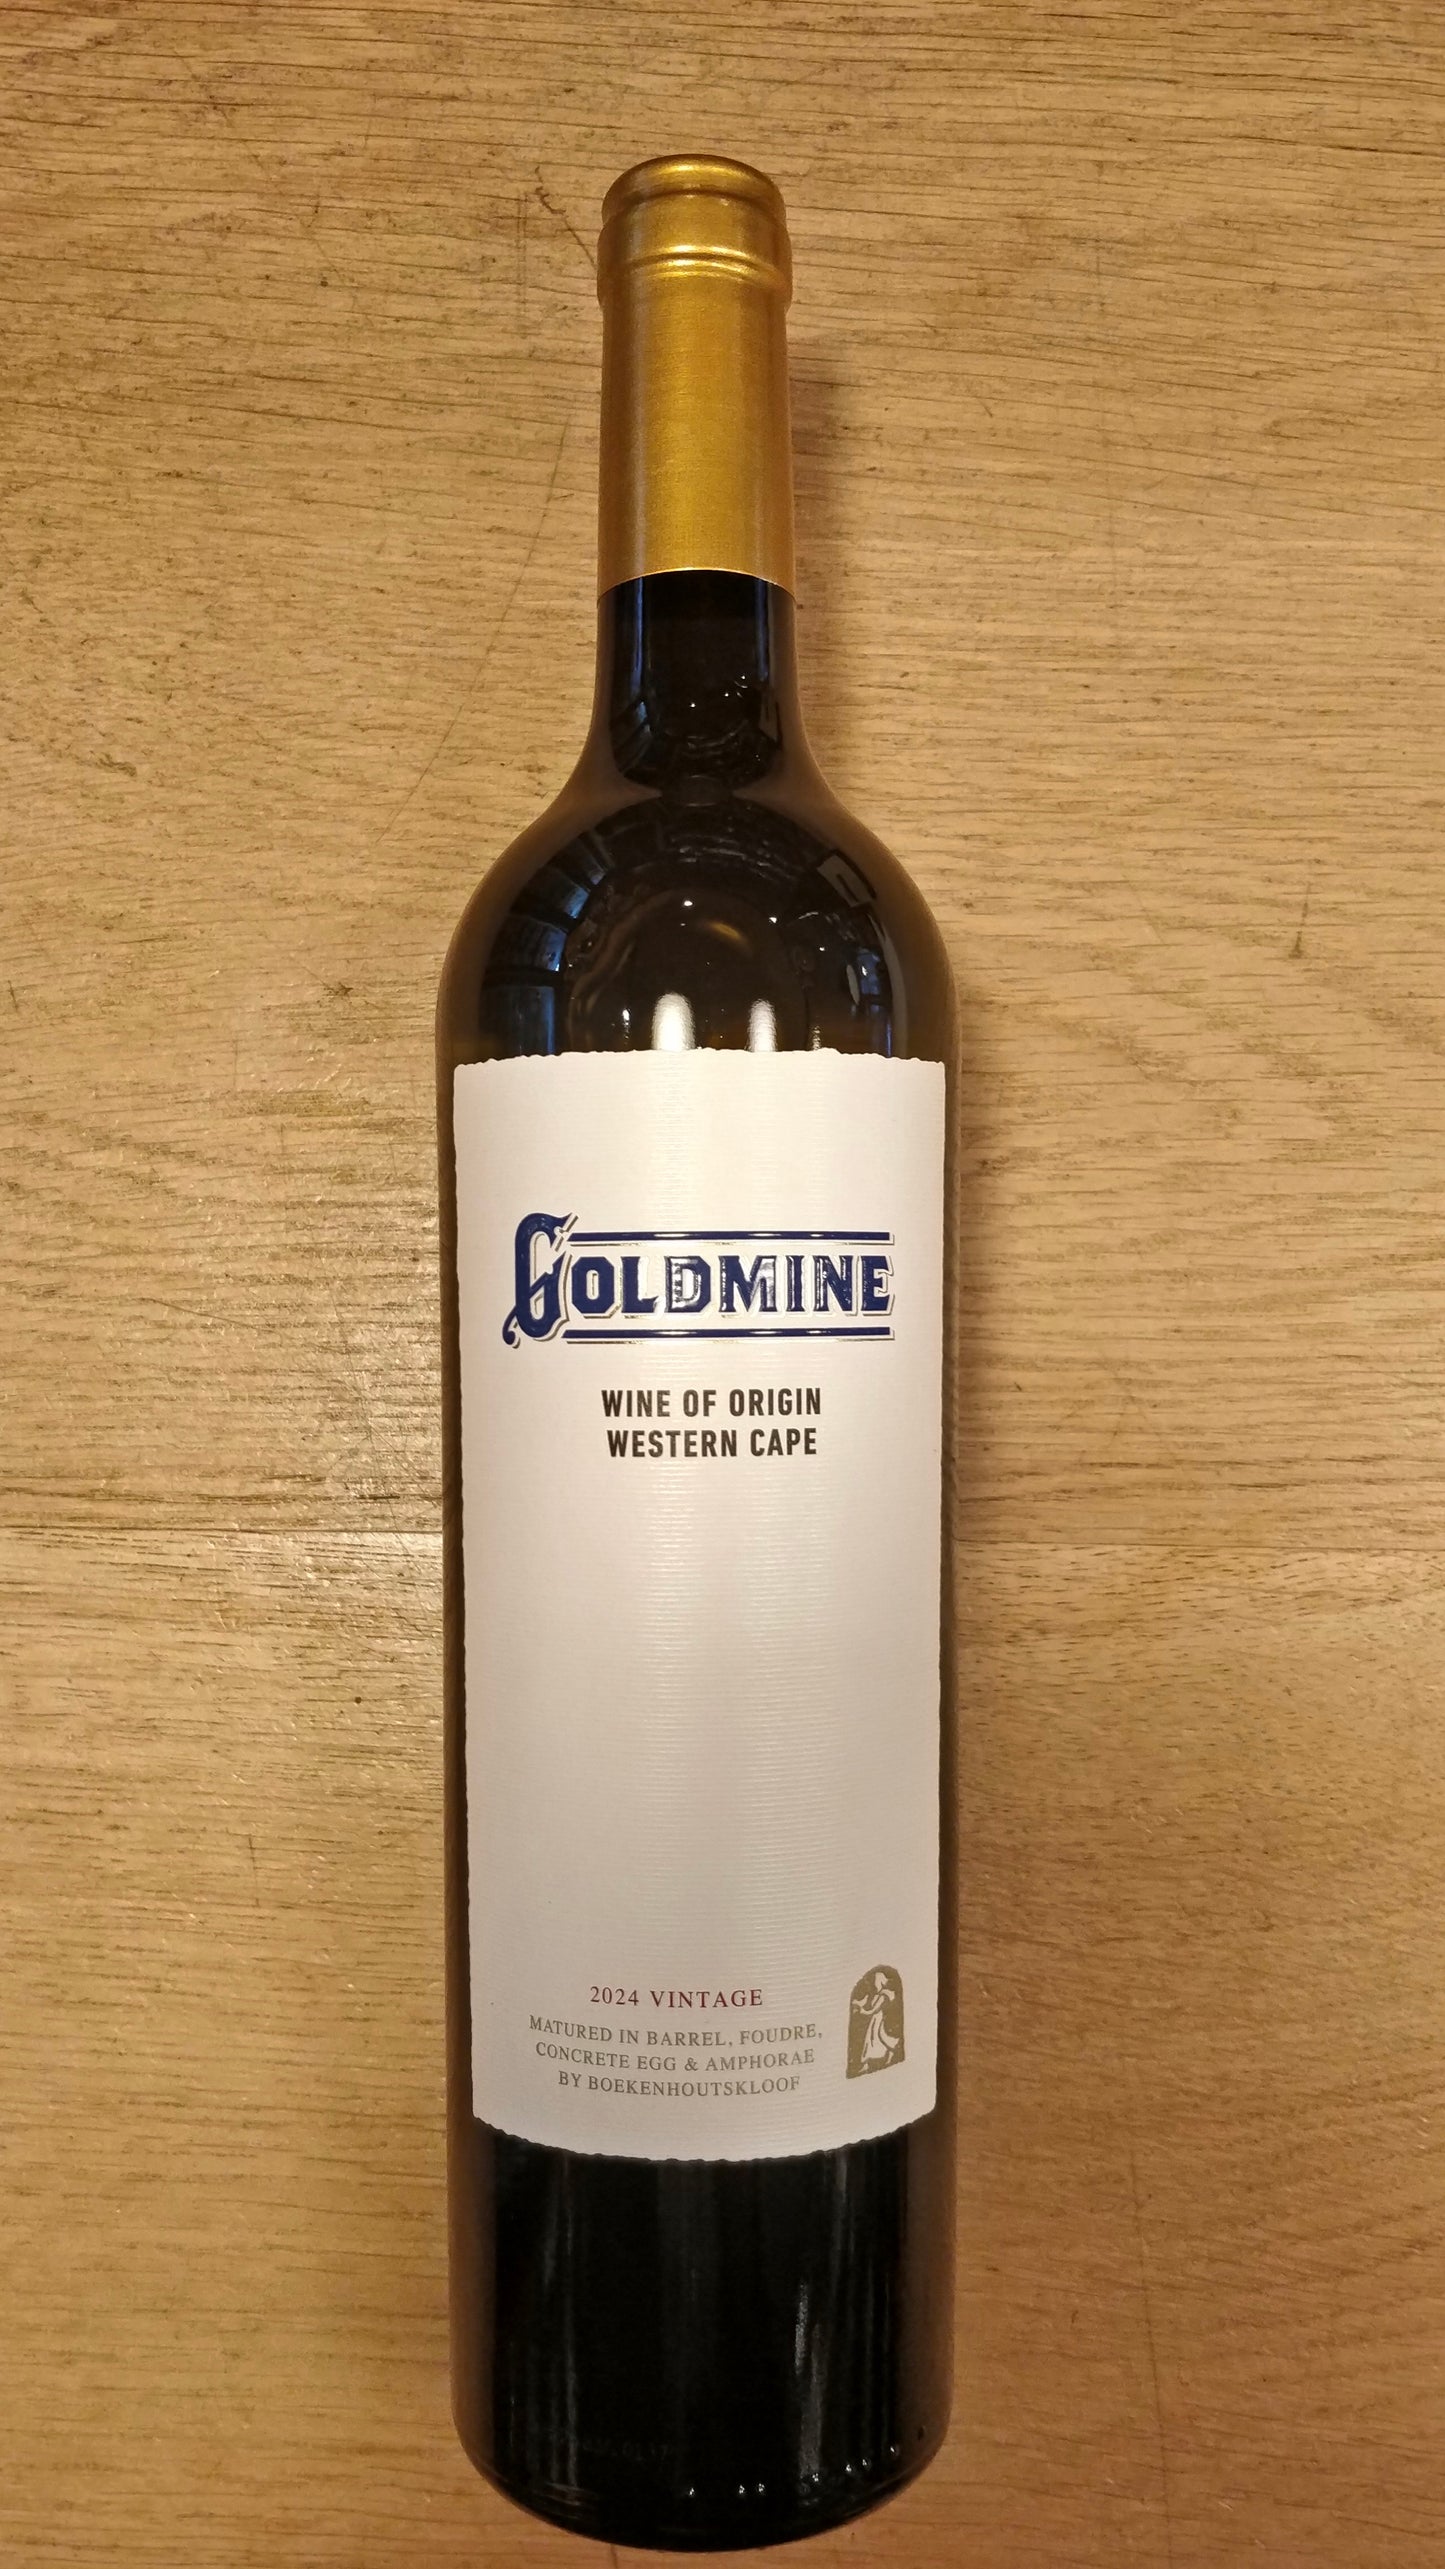 GOLDMINE
WINE OF ORIGIN
WESTERN CAPE
2024 VINTAGE
MATURED IN BARREL, FOUDRE,
CONCRETE EGG & AMPHORAE
BY BOEKENHOUTSKLOOF